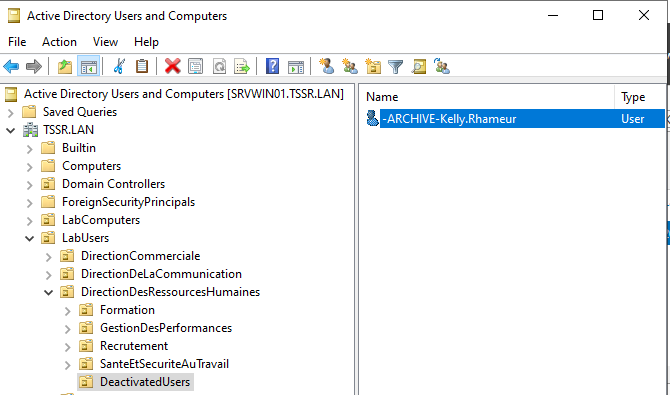 Active Directory Users and Computers
File Action View Help
Active Directory Users and Computers [SRVWIN01.TSSR.LAN]
Saved Queries
TSSR.LAN
Builtin
Computers
Domain Controllers
ForeignSecurityPrincipals
LabComputers
LabUsers
DirectionCommerciale
DirectionDeLaCommunication
DirectionDesRessourcesHumaines
Formation
GestionDesPerformances
Recrutement
SanteEtSecuriteAuTravail
DeactivatedUsers
Name Type
-ARCHIVE-Kelly.Rhameur User